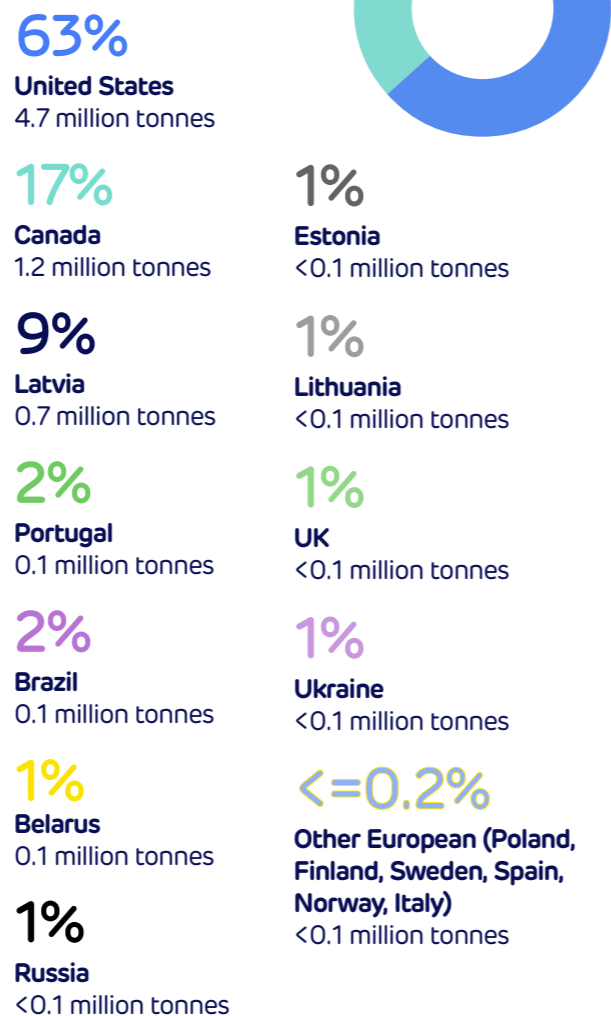 63%
United States
4.7 million tonnes
17%
Canada
1.2 million tonnes
9%
Latvia
0.7 million tonnes
2%
Portugal
0.1 million tonnes
2%
Brazil
0.1 million tonnes
1%
Belarus
0.1 million tonnes
1%
Russia
<0.1 million tonnes
1%
Estonia
<0.1 million tonnes
1%
Lithuania
<0.1 million tonnes
1%
UK
<0.1 million tonnes
1%
Ukraine
<0.1 million tonnes
<=0.2%
Other European (Poland,
Finland, Sweden, Spain,
Norway, Italy)
<0.1 million tonnes